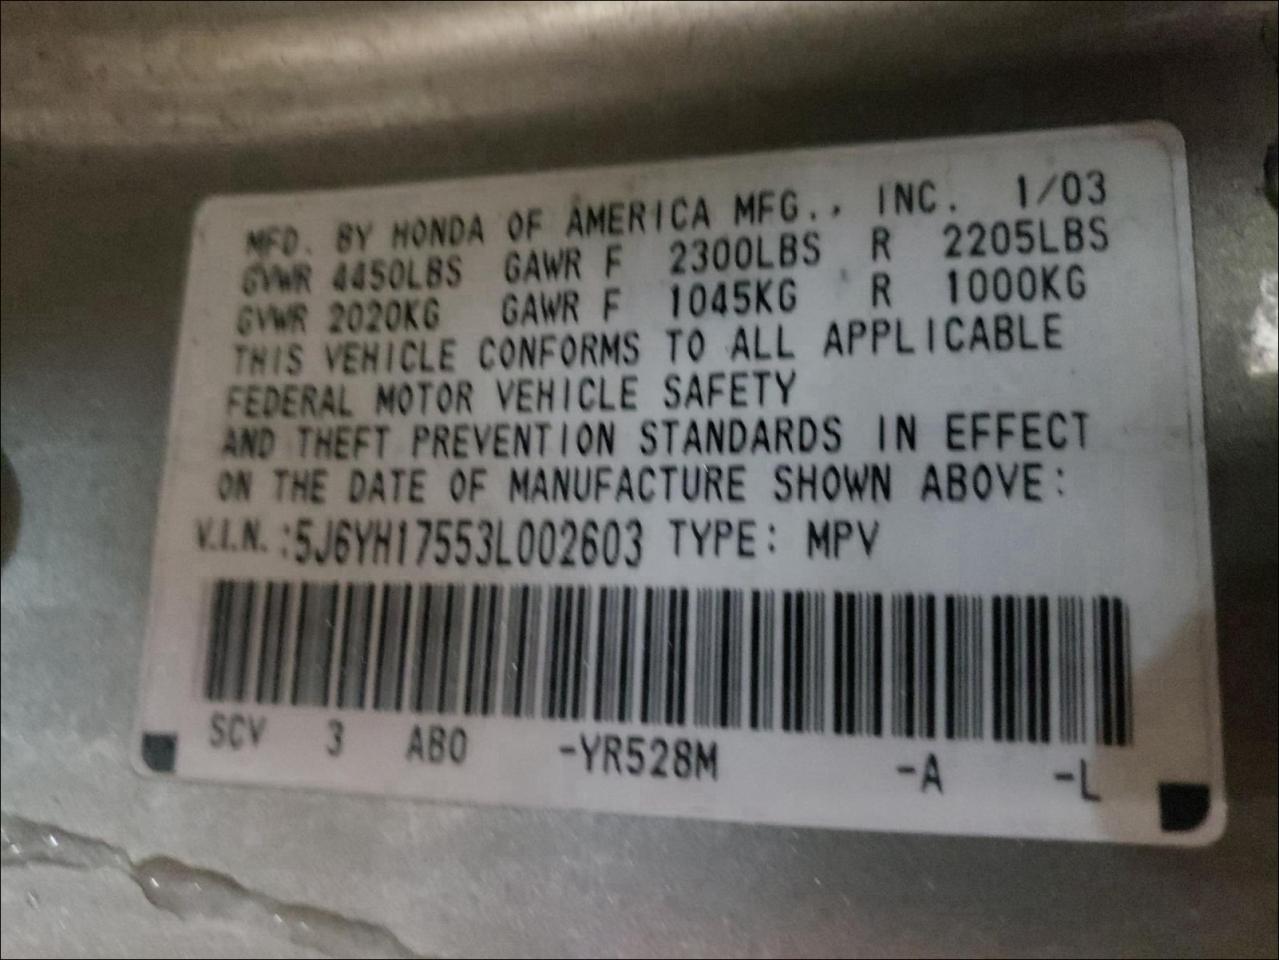 MFD. BY HONDA OF AMERICA MFG., INC. 1/03
GVWR 4450LBS GAWR F 2300LBS R 2205LBS
GVWR 2020KG GAWR F 1045KG R 1000KG
THIS VEHICLE CONFORMS TO ALL APPLICABLE
FEDERAL MOTOR VEHICLE SAFETY
AND THEFT PREVENTION STANDARDS IN EFFECT
ON THE DATE OF MANUFACTURE SHOWN ABOVE:
V.I.N.:5J6YH17553L002603 TYPE: MPV
SCV 3 AB0 -YR528M -A -L